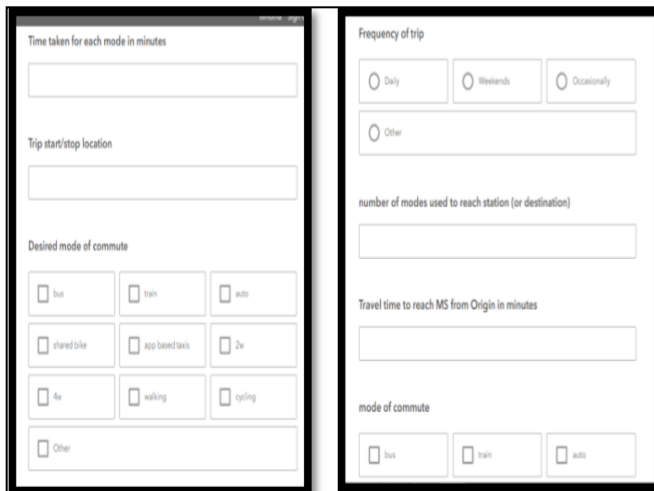 Time taken for each mode in minutes
Trip start/stop location
Desired mode of commute
bus train auto
shared bike app based taxis 2w
4w walking cycling
Other
Frequency of trip
Daily Weekends Occasionally
Other
number of modes used to reach station (or destination)
Travel time to reach MS from Origin in minutes
mode of commute
bus train auto